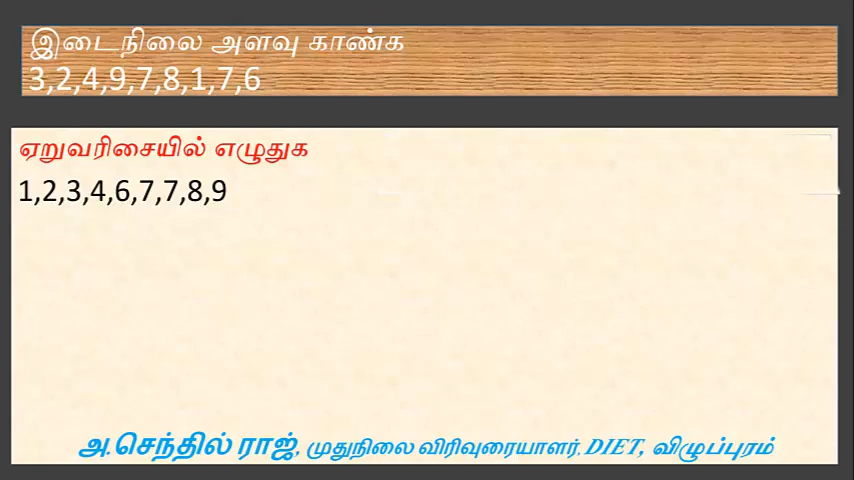 இடைநிலை அளவு காண்க
3,2,4,9,7,8,1,7,6
ஏறுவரிசையில் எழுதுக
1,2,3,4,6,7,7,8,9
அ.செந்தில் ராஜ், முதுநிலை விரிவுரையாளர், DIET, விழுப்புரம்